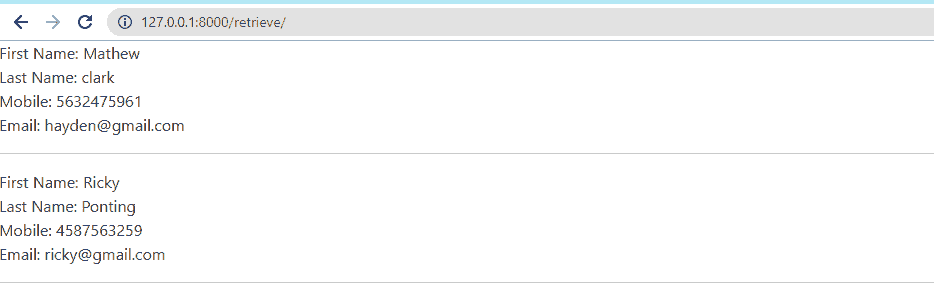 127.0.0.1:8000/retrieve/
First Name: Mathew
Last Name: clark
Mobile: 5632475961
Email: hayden@gmail.com
First Name: Ricky
Last Name: Ponting
Mobile: 4587563259
Email: ricky@gmail.com